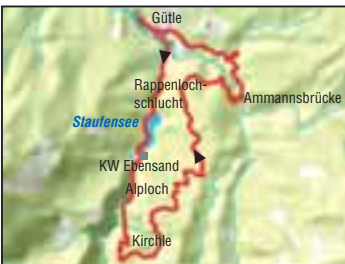 Gütle
Rappenloch-
schlucht
Ammannsbrücke
Staufensee
KW Ebensand
Alploch
Kirchle